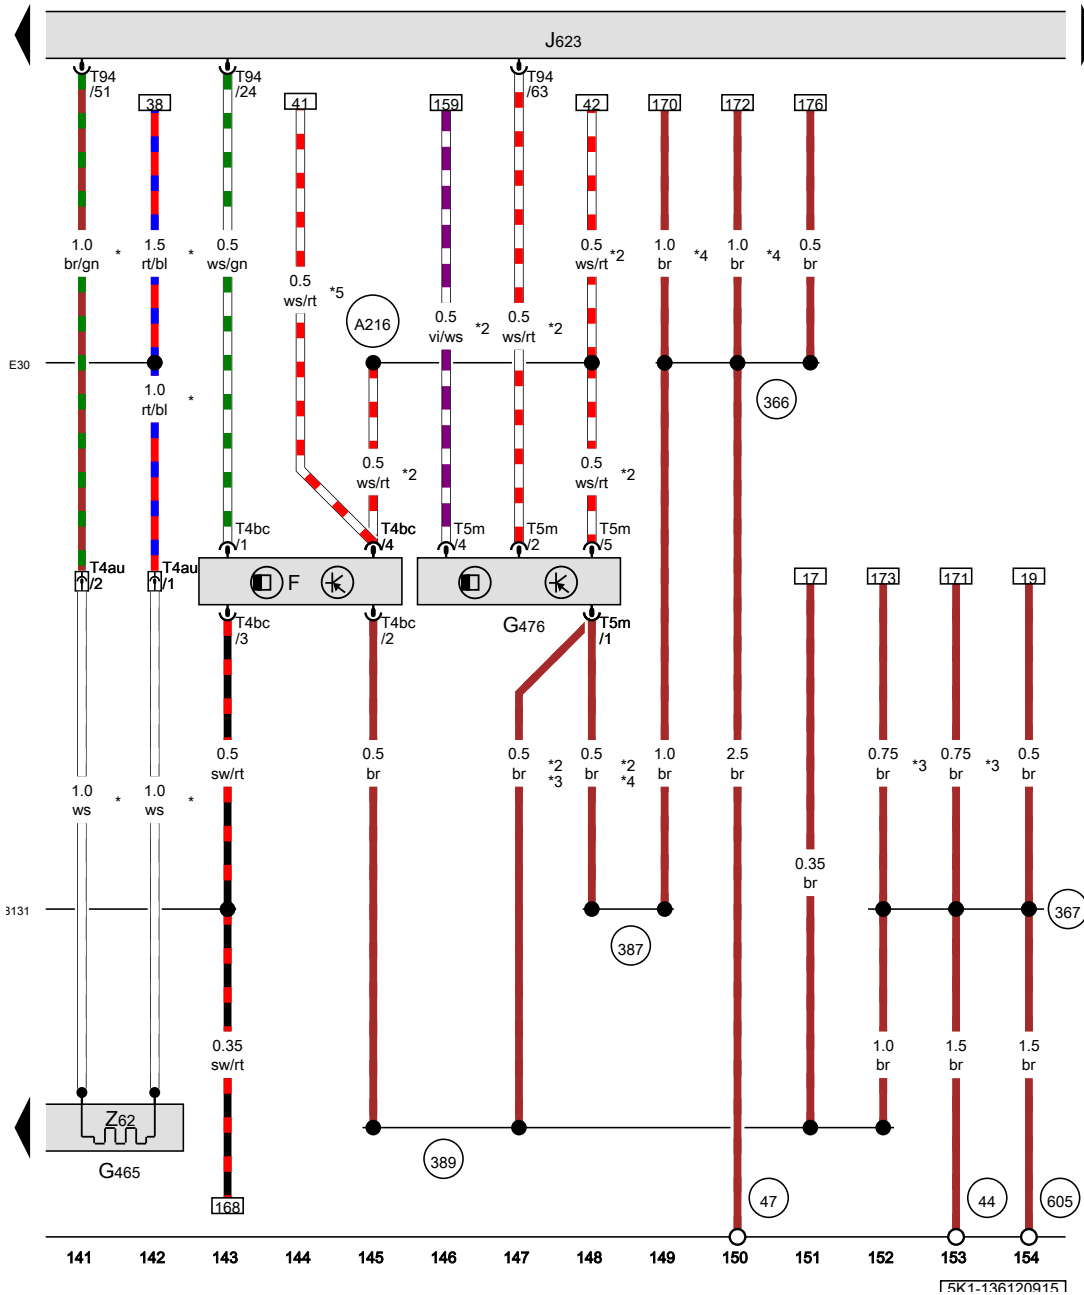 J623
T94
/51
T94
/24
T94
/63
38
41
159
42
170
172
176
1.0
br/gn
*
1.5
rt/bl
*
0.5
ws/gn
0.5
ws/rt
*5
A216
0.5
vi/ws
*2
0.5
ws/rt
*2
0.5
ws/rt
*2
1.0
br
*4
1.0
br
*4
0.5
br
E30
1.0
rt/bl
*
366
0.5
ws/rt
*2
0.5
ws/rt
*2
T4bc
/1
T4bc
/4
T5m
/4
T5m
/2
T5m
/5
T4au
/2
T4au
/1
F
G476
17
173
171
19
T4bc
/3
T4bc
/2
T5m
/1
0.5
sw/rt
0.5
br
0.5
br
*2
*3
0.5
br
*2
*4
1.0
br
2.5
br
0.75
br
*3
0.75
br
*3
0.5
br
1.0
ws
*
1.0
ws
*
0.35
br
3131
387
367
0.35
sw/rt
1.0
br
1.5
br
1.5
br
Z62
G465
389
168
47
44
605
141 142 143 144 145 146 147 148 149 150 151 152 153 154
5K1-136120915